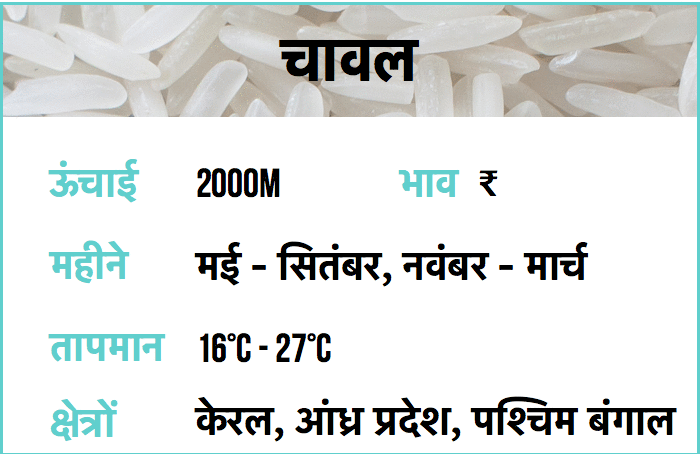 चावल
ऊंचाई 2000M भाव ₹
महीने मई - सितंबर, नवंबर - मार्च
तापमान 16°C - 27°C
क्षेत्रों केरल, आंध्र प्रदेश, पश्चिम बंगाल